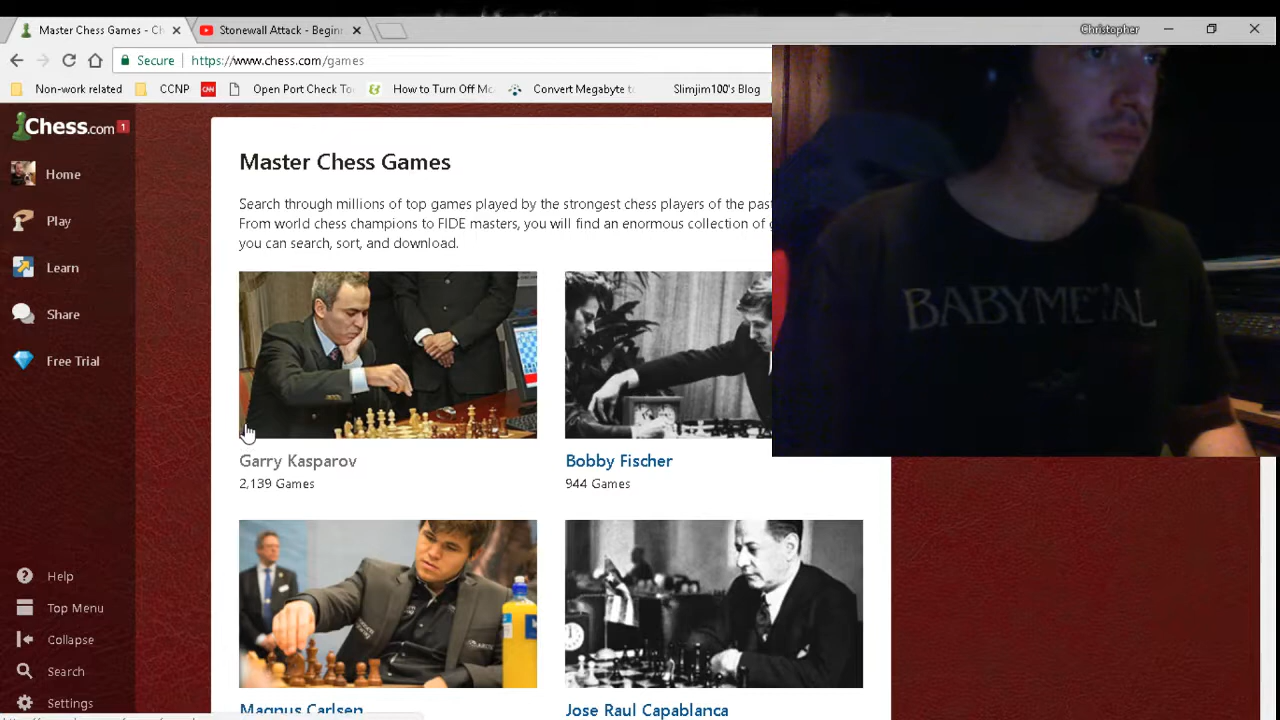 Master Chess Games - Ch
Stonewall Attack - Beginn
Christopher
Secure
https://www.chess.com/games
Non-work related
CCNP
CNN
Open Port Check To
How to Turn Off Mo
Convert Megabyte to
Slimjim100's Blog
Chess.com 1
Home
Play
Learn
Share
Free Trial
Help
Top Menu
Collapse
Search
Settings
Master Chess Games
Search through millions of top games played by the strongest chess players of the pas
From world chess champions to FIDE masters, you will find an enormous collection of g
you can search, sort, and download.
BABYMETAL
Garry Kasparov
2,139 Games
Bobby Fischer
944 Games
Magnus Carlsen
Jose Raul Capablanca